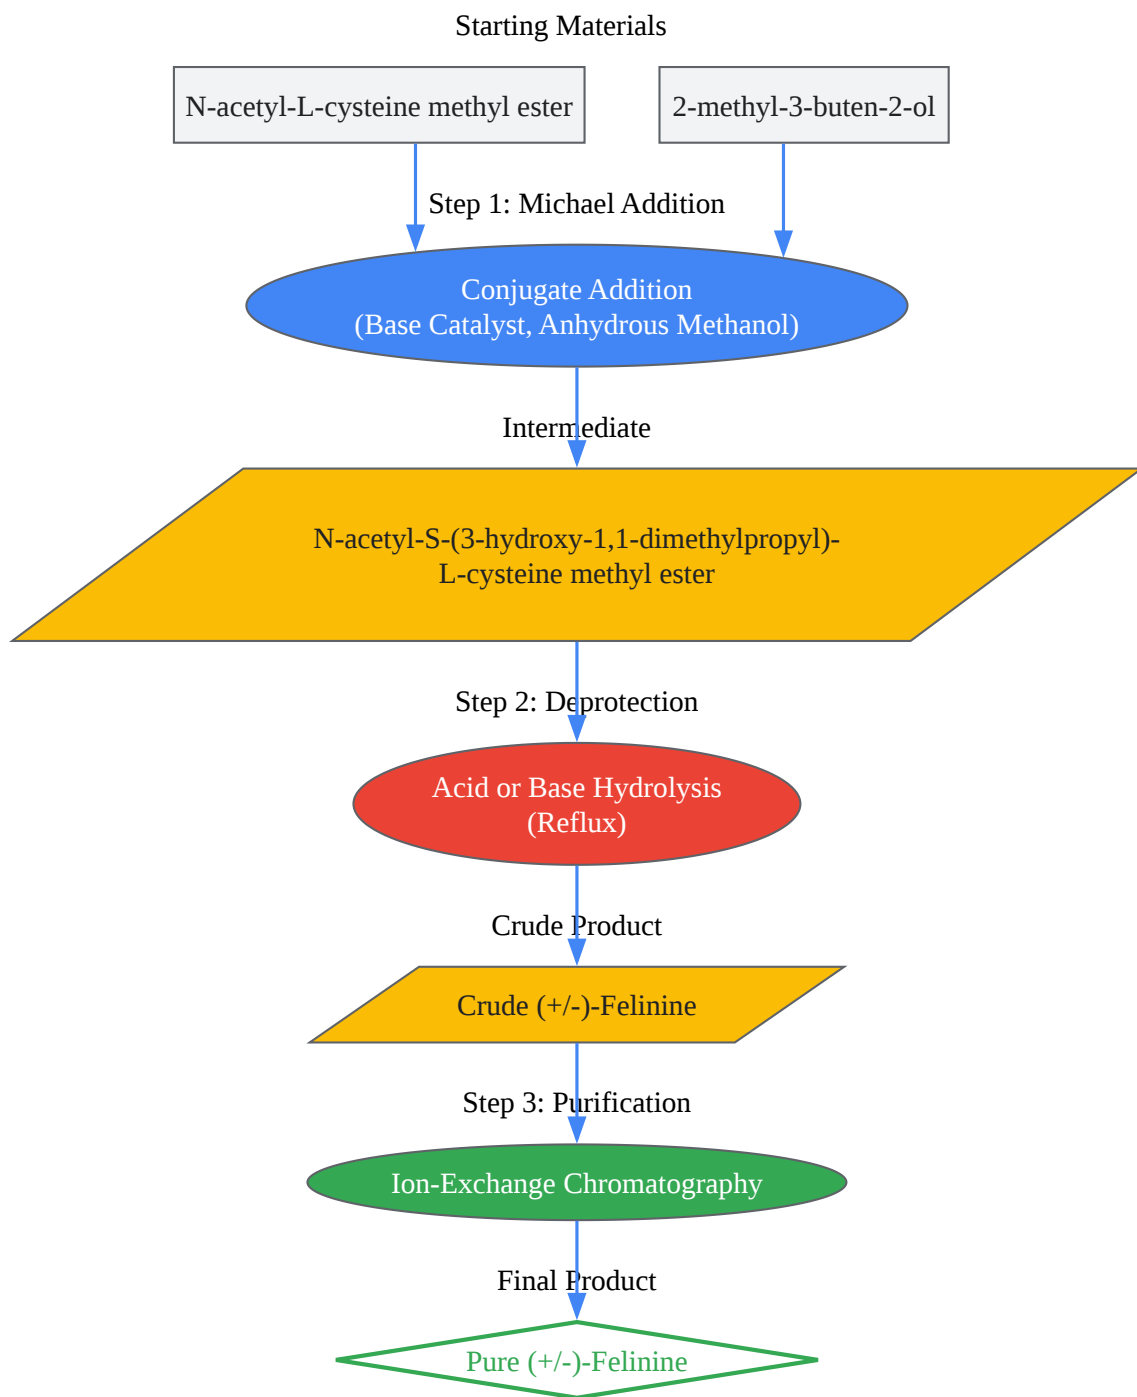 Starting Materials
N-acetyl-L-cysteine methyl ester
2-methyl-3-buten-2-ol
Step 1: Michael Addition
Conjugate Addition
(Base Catalyst, Anhydrous Methanol)
Intermediate
N-acetyl-S-(3-hydroxy-1,1-dimethylpropyl)-
L-cysteine methyl ester
Step 2: Deprotection
Acid or Base Hydrolysis
(Reflux)
Crude Product
Crude (+/-)-Felinine
Step 3: Purification
Ion-Exchange Chromatography
Final Product
Pure (+/-)-Felinine